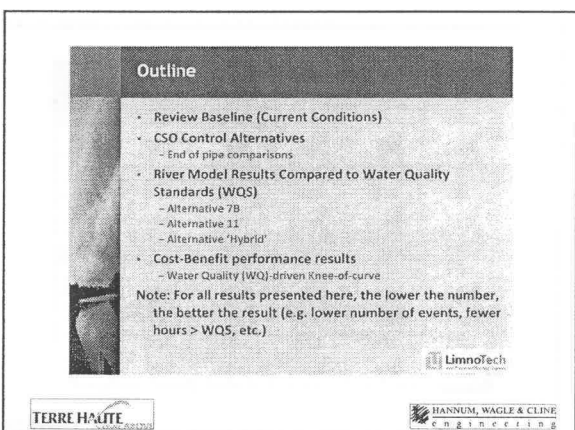 Outline
• Review Baseline (Current Conditions)
• CSO Control Alternatives
– End of pipe comparisons
• River Model Results Compared to Water Quality
Standards (WQS)
– Alternative 7B
– Alternative 11
– Alternative 'Hybrid'
• Cost-Benefit performance results
– Water Quality (WQ)-driven Knee-of-curve
Note: For all results presented here, the lower the number,
the better the result (e.g. lower number of events, fewer
hours > WQS, etc.)
LimnoTech
TERRE HAUTE
HANNUM, WAGLE & CLINE
engineering